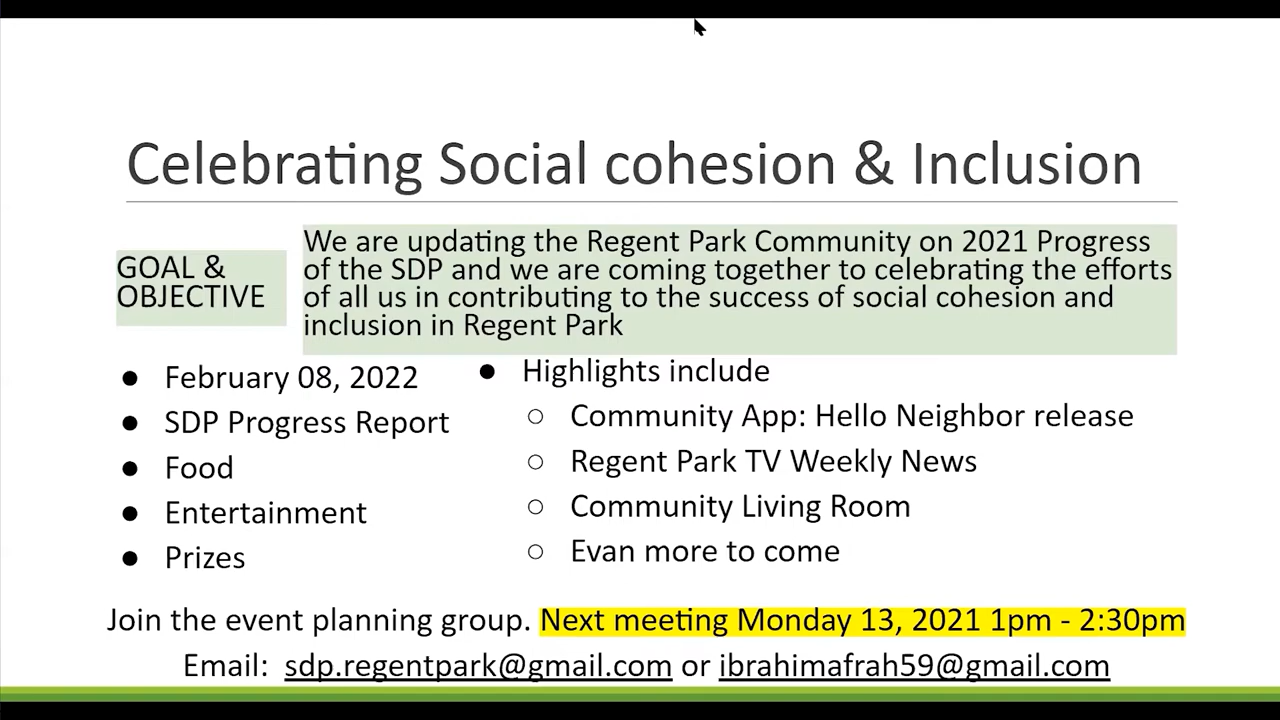 Celebrating Social cohesion & Inclusion
GOAL &
OBJECTIVE
We are updating the Regent Park Community on 2021 Progress
of the SDP and we are coming together to celebrating the efforts
of all us in contributing to the success of social cohesion and
inclusion in Regent Park
● February 08, 2022
● SDP Progress Report
● Food
● Entertainment
● Prizes
● Highlights include
○ Community App: Hello Neighbor release
○ Regent Park TV Weekly News
○ Community Living Room
○ Evan more to come
Join the event planning group. Next meeting Monday 13, 2021 1pm - 2:30pm
Email: sdp.regentpark@gmail.com or ibrahimafrah59@gmail.com